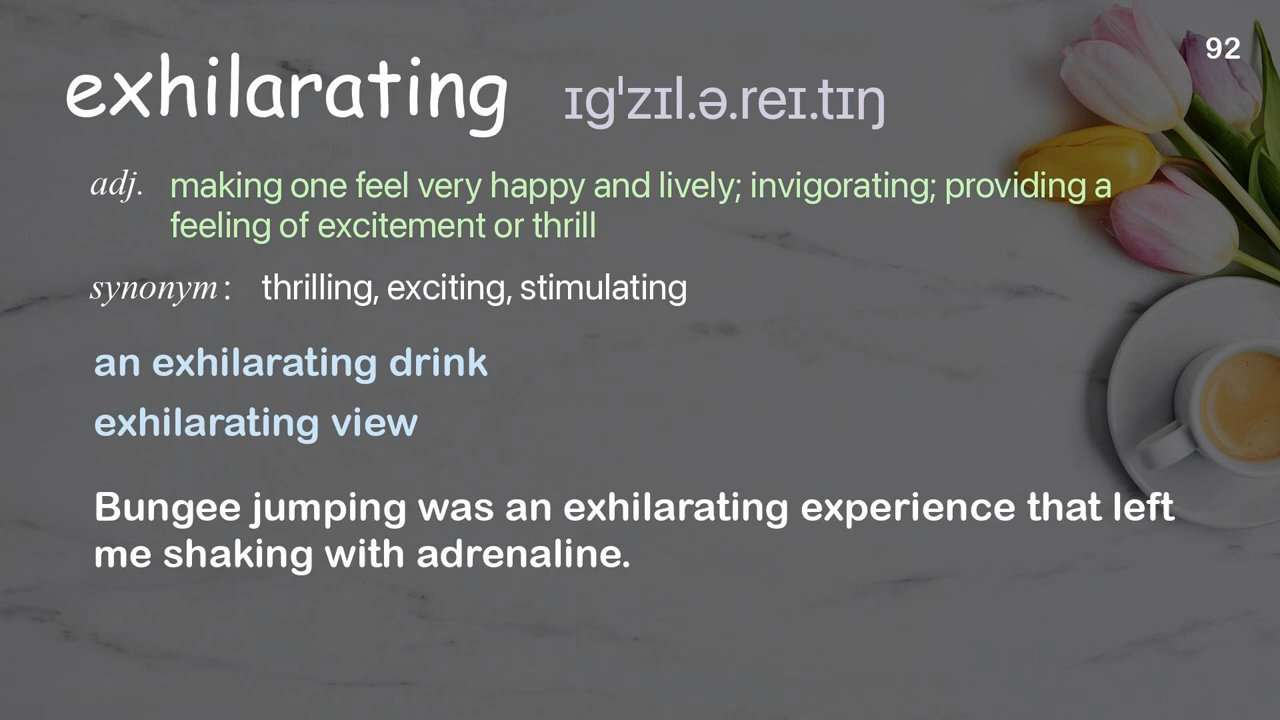 92
exhilarating ɪgˈzɪl.ə.reɪ.tɪŋ
adj. making one feel very happy and lively; invigorating; providing a
feeling of excitement or thrill
synonym: thrilling, exciting, stimulating
an exhilarating drink
exhilarating view
Bungee jumping was an exhilarating experience that left
me shaking with adrenaline.